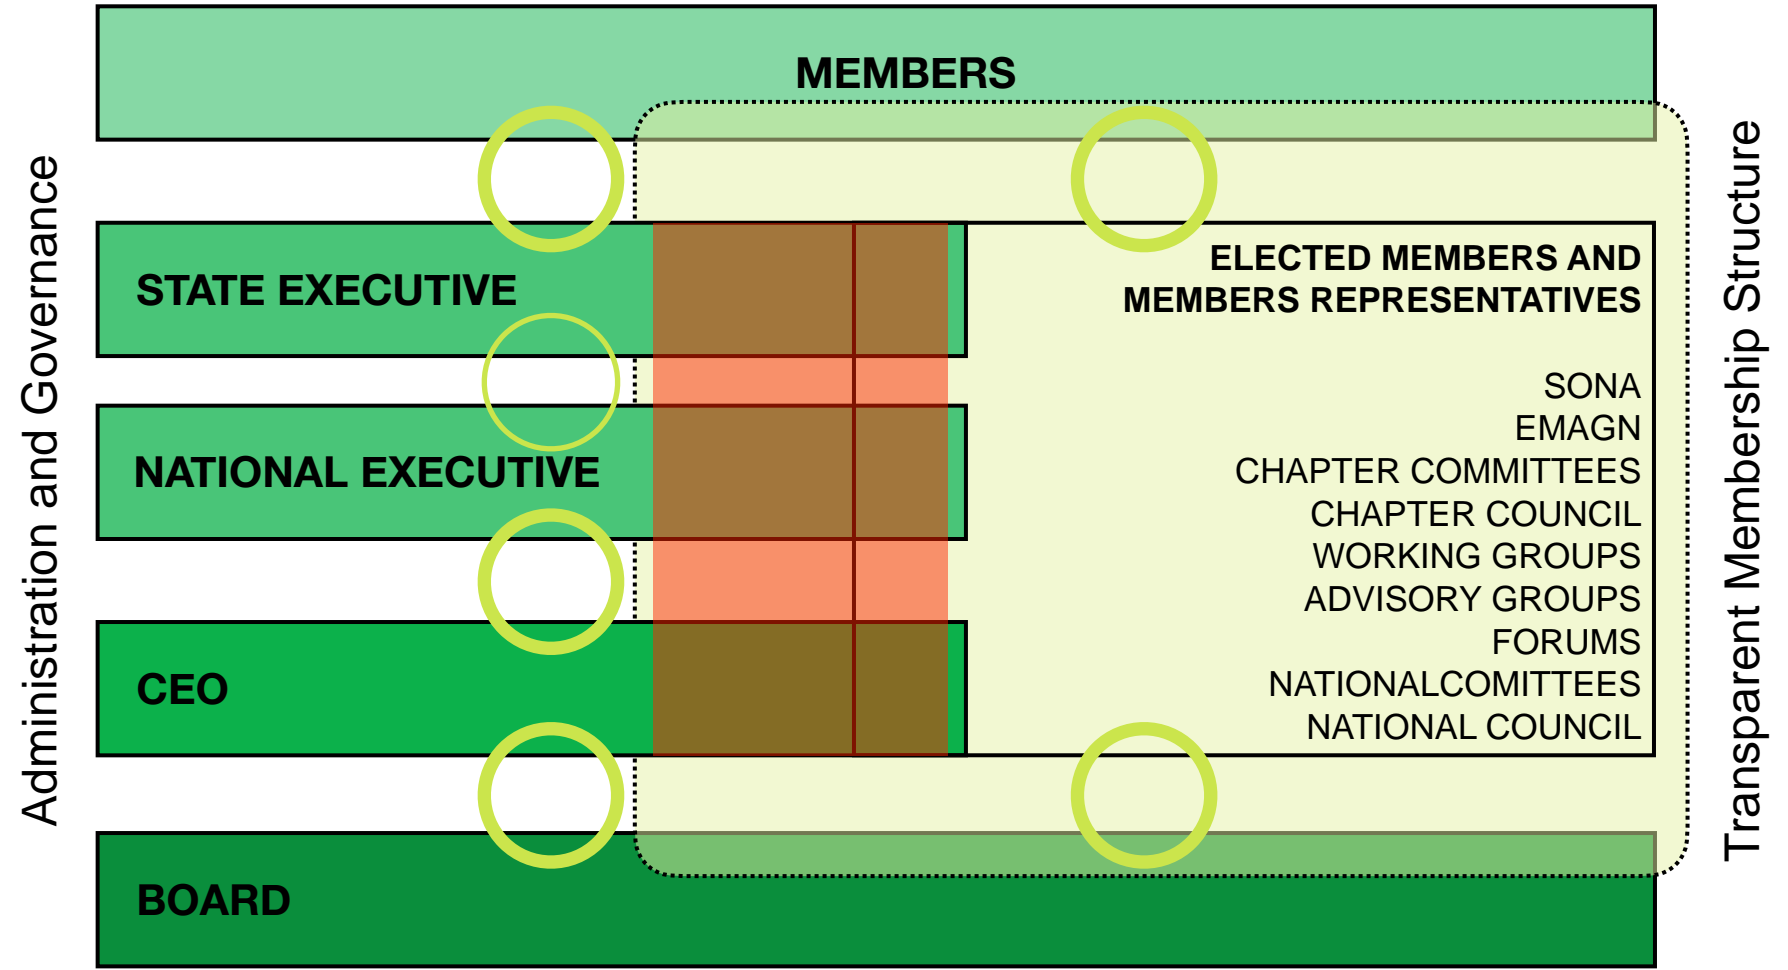 MEMBERS
Administration and Governance
STATE EXECUTIVE
NATIONAL EXECUTIVE
CEO
BOARD
ELECTED MEMBERS AND
MEMBERS REPRESENTATIVES
SONA
EMAGN
CHAPTER COMMITTEES
CHAPTER COUNCIL
WORKING GROUPS
ADVISORY GROUPS
FORUMS
NATIONALCOMITTEES
NATIONAL COUNCIL
Transparent Membership Structure